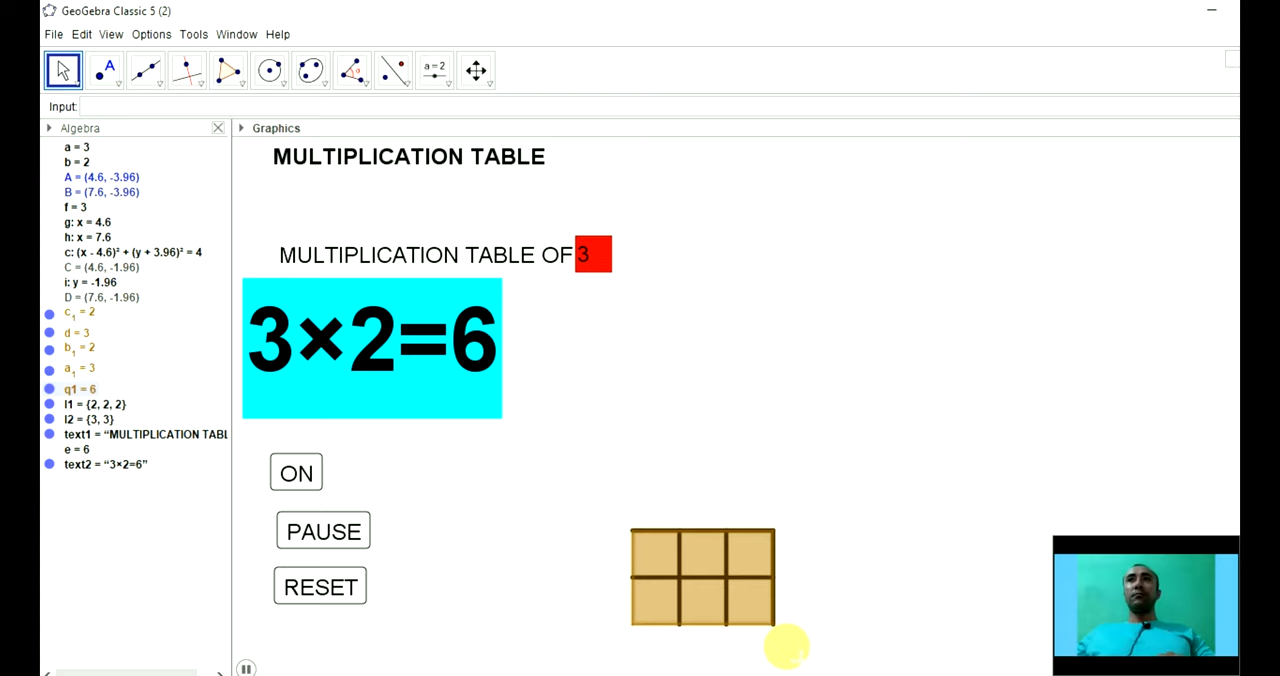 GeoGebra Classic 5 (2)
File Edit View Options Tools Window Help
A
a = 2
Input:
Algebra
Graphics
a = 3
b = 2
A = (4.6, -3.96)
B = (7.6, -3.96)
f = 3
g: x = 4.6
h: x = 7.6
c: (x - 4.6)² + (y + 3.96)² = 4
C = (4.6, -1.96)
i: y = -1.96
D = (7.6, -1.96)
c₁ = 2
d = 3
b₁ = 2
a₁ = 3
q1 = 6
l1 = {2, 2, 2}
l2 = {3, 3}
text1 = “MULTIPLICATION TABL
e = 6
text2 = “3×2=6”
MULTIPLICATION TABLE
MULTIPLICATION TABLE OF 3
3×2=6
ON
PAUSE
RESET